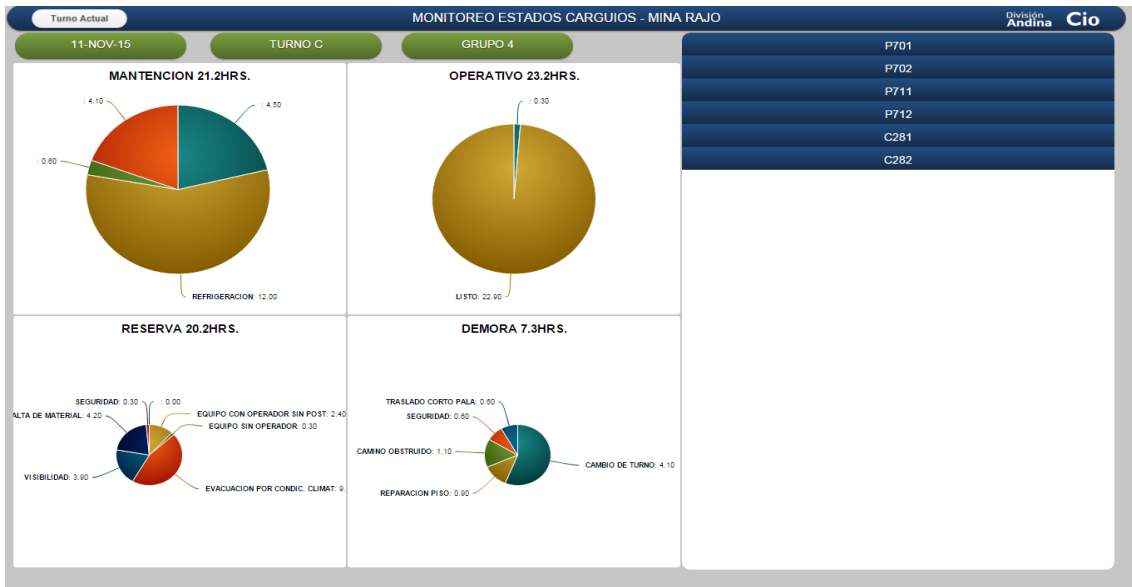 Turno Actual
MONITOREO ESTADOS CARGUIOS - MINA RAJO
División
Andina
Cio
11-NOV-15
TURNO C
GRUPO 4
P701
P702
P711
P712
C281
C282
MANTENCION 21.2HRS.
: 4.10
: 4.50
: 0.60
REFRIGERACION: 12.00
OPERATIVO 23.2HRS.
: 0.30
LISTO: 22.90
RESERVA 20.2HRS.
SEGURIDAD: 0.30
: 0.00
ALTA DE MATERIAL: 4.20
EQUIPO CON OPERADOR SIN POST: 2.40
EQUIPO SIN OPERADOR: 0.30
VISIBILIDAD: 3.90
EVACUACION POR CONDIC. CLIMAT: 9.
DEMORA 7.3HRS.
TRASLADO CORTO PALA: 0.60
SEGURIDAD: 0.60
CAMINO OBSTRUIDO: 1.10
CAMBIO DE TURNO: 4.10
REPARACION PISO: 0.90